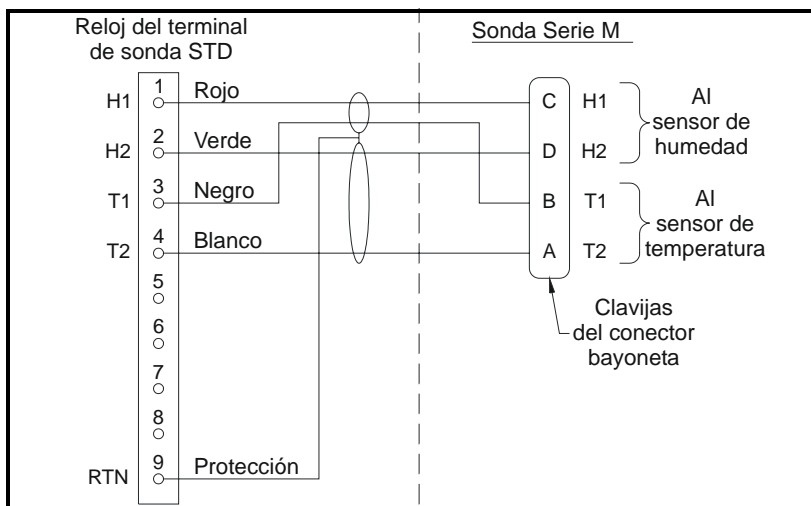 Reloj del terminal
de sonda STD
Sonda Serie M
H1 1 Rojo
H2 2 Verde
T1 3 Negro
T2 4 Blanco
5
6
7
8
RTN 9 Protección
C H1
D H2
Al
sensor de
humedad
B T1
A T2
Al
sensor de
temperatura
Clavijas
del conector
bayoneta